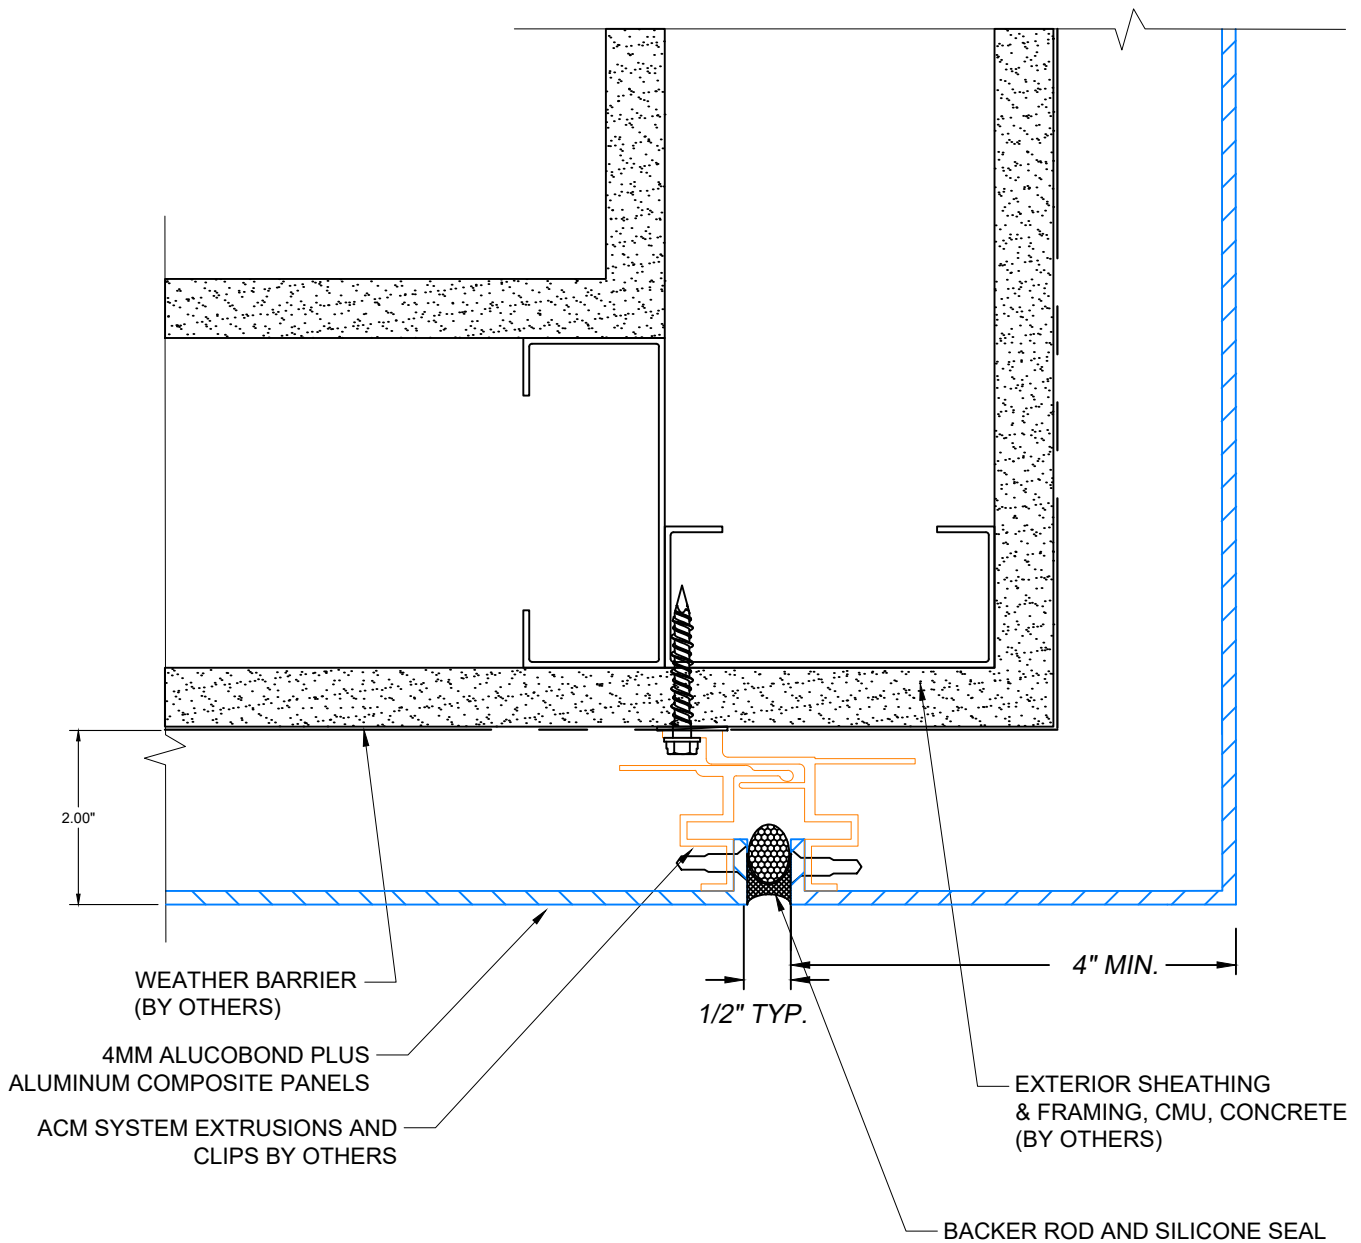 2.00"
WEATHER BARRIER
(BY OTHERS)
4" MIN.
1/2" TYP.
4MM ALUCOBOND PLUS
ALUMINUM COMPOSITE PANELS
ACM SYSTEM EXTRUSIONS AND
CLIPS BY OTHERS
EXTERIOR SHEATHING
& FRAMING, CMU, CONCRETE
(BY OTHERS)
BACKER ROD AND SILICONE SEAL